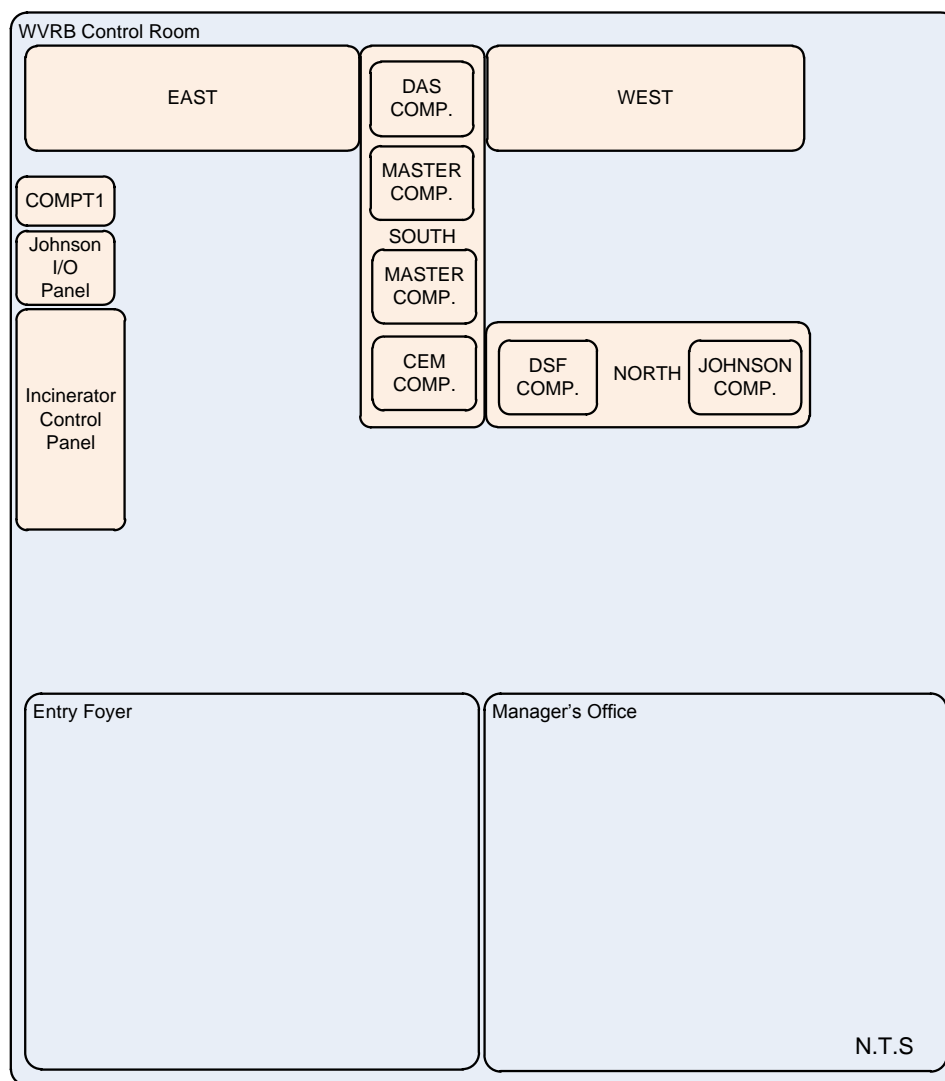 WVRB Control Room
EAST
DAS
COMP.
WEST
MASTER
COMP.
COMPT1
SOUTH
Johnson
I/O
Panel
MASTER
COMP.
CEM
COMP.
DSF
COMP.
NORTH
JOHNSON
COMP.
Incinerator
Control
Panel
Entry Foyer
Manager's Office
N.T.S